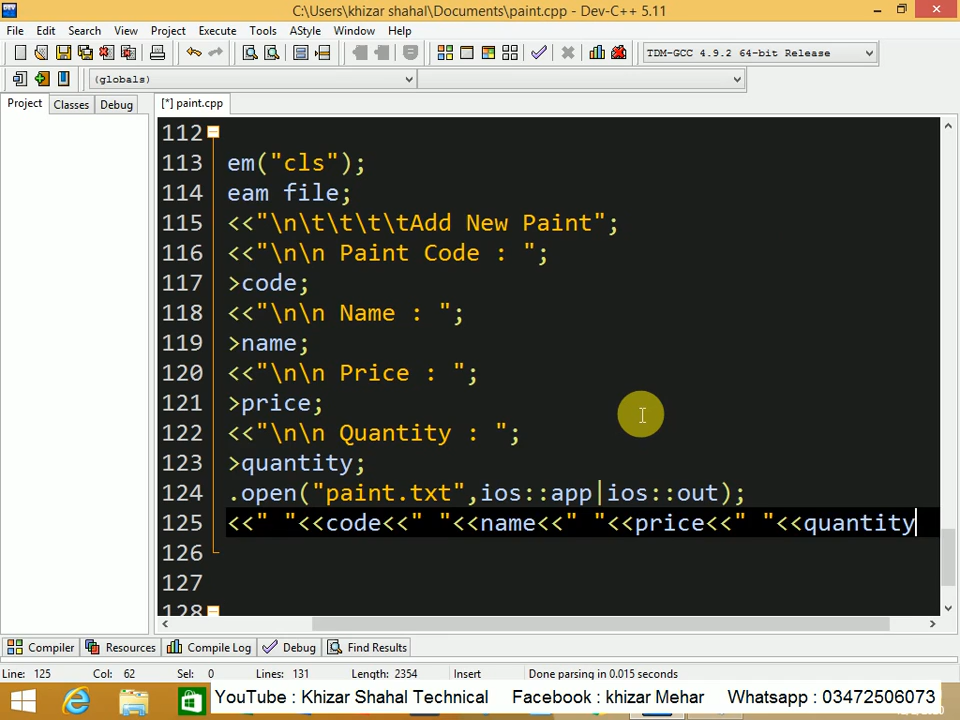 C:\Users\khizar shahal\Documents\paint.cpp - Dev-C++ 5.11
File Edit Search View Project Execute Tools AStyle Window Help
TDM-GCC 4.9.2 64-bit Release
(globals)
Project Classes Debug
[*] paint.cpp
112
113 em("cls");
114 eam file;
115 <<"\n\t\t\t\tAdd New Paint";
116 <<"\n\n Paint Code : ";
117 >code;
118 <<"\n\n Name : ";
119 >name;
120 <<"\n\n Price : ";
121 >price;
122 <<"\n\n Quantity : ";
123 >quantity;
124 .open("paint.txt",ios::app|ios::out);
125 <<" "<<code<<" "<<name<<" "<<price<<" "<<quantity
126
127
128
Compiler Resources Compile Log Debug Find Results
Line: 125 Col: 62 Sel: 0 Lines: 131 Length: 2354 Insert Done parsing in 0.015 seconds
YouTube : Khizar Shahal Technical Facebook : khizar Mehar Whatsapp : 03472506073